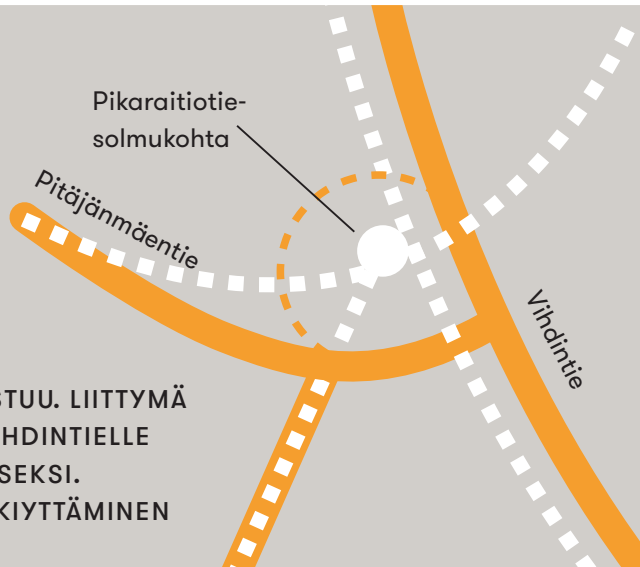 Pikaraitiotie-
solmukohta
Pitäjänmäentie
Vihdintie
STUU. LIITTYMÄ
HDINTIELLE
SEKSI.
KIYTTÄMINEN